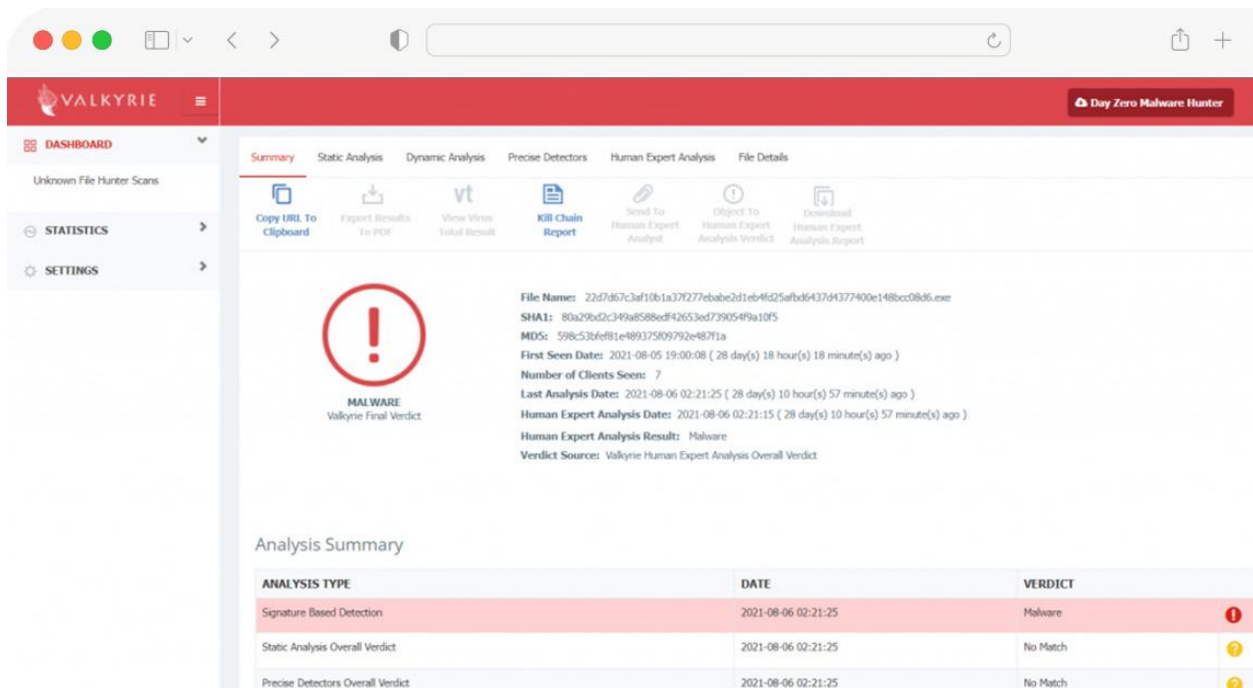 VALKYRIE
Day Zero Malware Hunter
DASHBOARD
Unknown File Hunter Scans
STATISTICS
SETTINGS
Summary Static Analysis Dynamic Analysis Precise Detectors Human Expert Analysis File Details
Copy URL To
Clipboard
Export Results
To PDF
vt
View Virus
Total Result
Kill Chain
Report
Send To
Human Expert
Analyst
Object To
Human Expert
Analysis Verdict
Download
Human Expert
Analysis Report
MALWARE
Valkyrie Final Verdict
File Name: 22d7d67c3af10b1a37f277ebabe2d1eb4fd25afbd6437d4377400e148bcc08d6.exe
SHA1: 80a29bd2c349a8588edf42653ed739054f9a10f5
MD5: 598c53bfef81e489375f09792e487f1a
First Seen Date: 2021-08-05 19:00:08 ( 28 day(s) 18 hour(s) 18 minute(s) ago )
Number of Clients Seen: 7
Last Analysis Date: 2021-08-06 02:21:25 ( 28 day(s) 10 hour(s) 57 minute(s) ago )
Human Expert Analysis Date: 2021-08-06 02:21:15 ( 28 day(s) 10 hour(s) 57 minute(s) ago )
Human Expert Analysis Result: Malware
Verdict Source: Valkyrie Human Expert Analysis Overall Verdict
Analysis Summary
ANALYSIS TYPE DATE VERDICT
Signature Based Detection 2021-08-06 02:21:25 Malware
Static Analysis Overall Verdict 2021-08-06 02:21:25 No Match
Precise Detectors Overall Verdict 2021-08-06 02:21:25 No Match